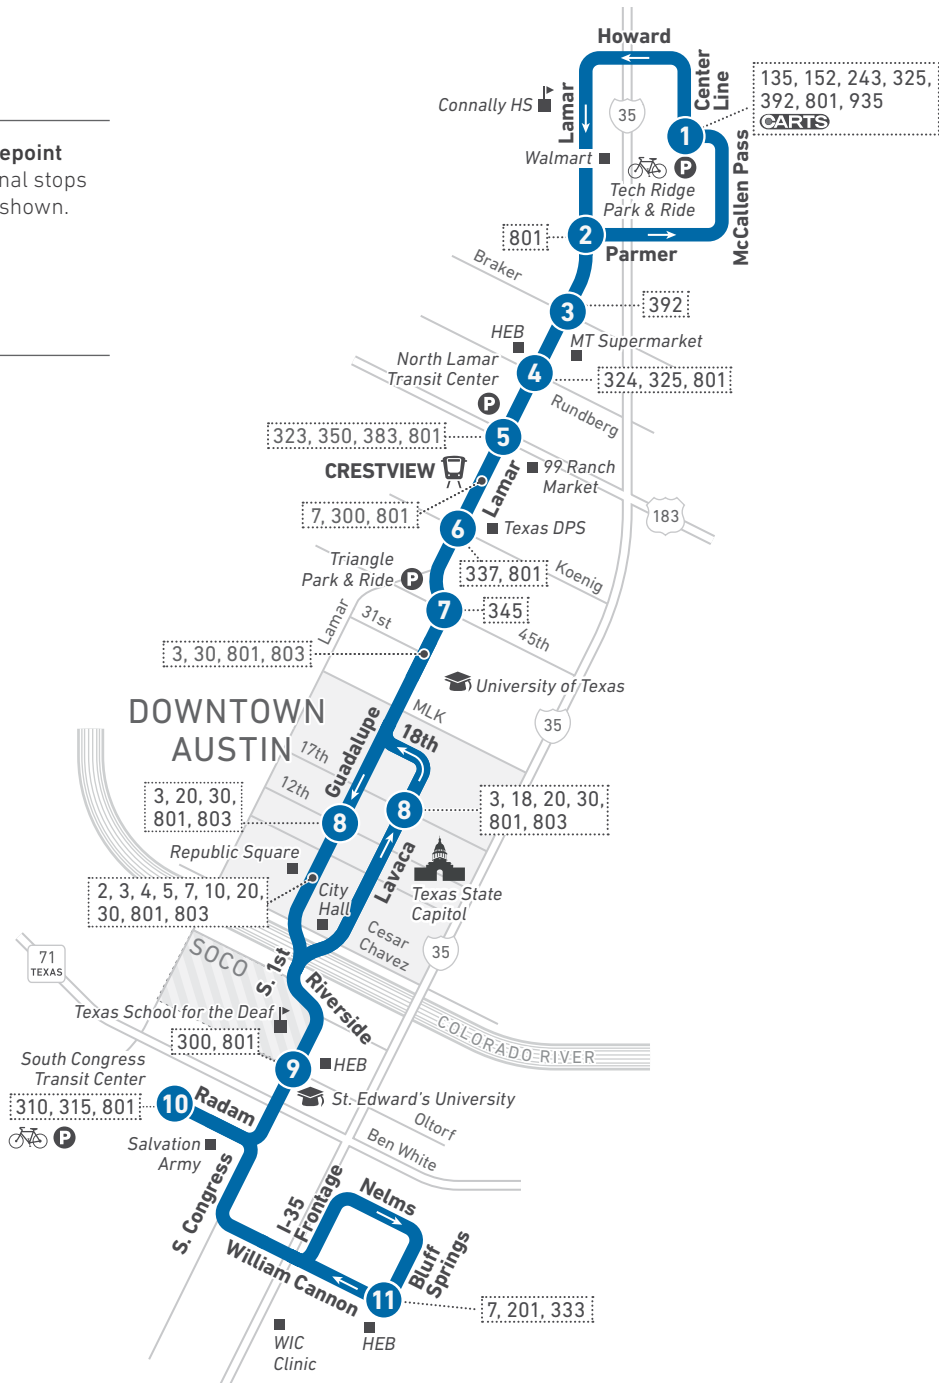 epoint
nal stops
shown.
Howard
Center
Line
Lamar
35
Connally HS
1
135, 152, 243, 325,
392, 801, 935
CARTS
Walmart
P
Tech Ridge
Park & Ride
McCallen Pass
801
2
Parmer
Braker
3
392
HEB
MT Supermarket
North Lamar
Transit Center
4
324, 325, 801
P
Rundberg
323, 350, 383, 801
5
CRESTVIEW
Lamar
99 Ranch
Market
7, 300, 801
6
Texas DPS
183
Triangle
Park & Ride
P
337, 801
Koenig
Lamar
31st
7
345
45th
3, 30, 801, 803
University of Texas
MLK
35
DOWNTOWN
AUSTIN
Guadalupe
18th
17th
12th
3, 20, 30,
801, 803
8
8
3, 18, 20, 30,
801, 803
Republic Square
Lavaca
2, 3, 4, 5, 7, 10, 20,
30, 801, 803
City
Hall
Texas State
Capitol
Cesar
Chavez
35
71
TEXAS
SOCO
S. 1st
Riverside
Texas School for the Deaf
COLORADO RIVER
300, 801
9
HEB
South Congress
Transit Center
310, 315, 801
10
Radam
St. Edward's University
Oltorf
P
Salvation
Army
Ben White
S. Congress
I-35
Frontage
Nelms
Bluff
Springs
William Cannon
11
7, 201, 333
WIC
Clinic
HEB